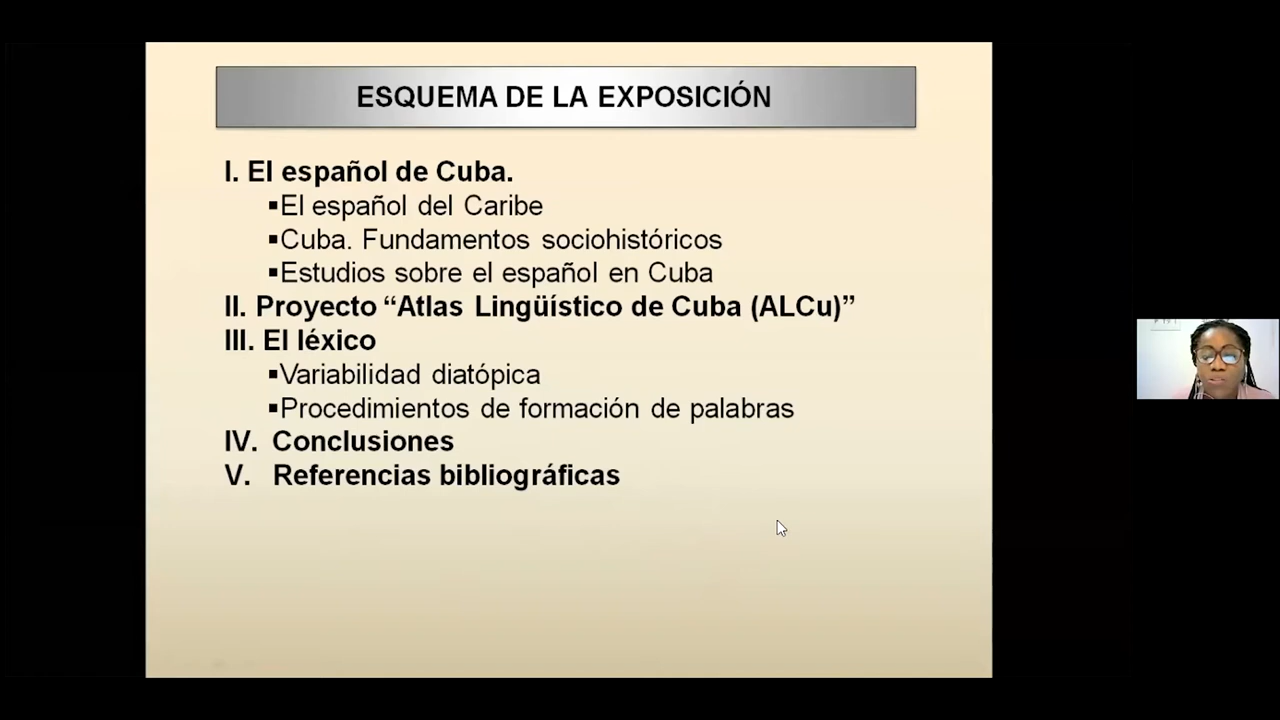 ESQUEMA DE LA EXPOSICIÓN
I. El español de Cuba.
▪El español del Caribe
▪Cuba. Fundamentos sociohistóricos
▪Estudios sobre el español en Cuba
II. Proyecto “Atlas Lingüístico de Cuba (ALCu)”
III. El léxico
▪Variabilidad diatópica
▪Procedimientos de formación de palabras
IV. Conclusiones
V. Referencias bibliográficas